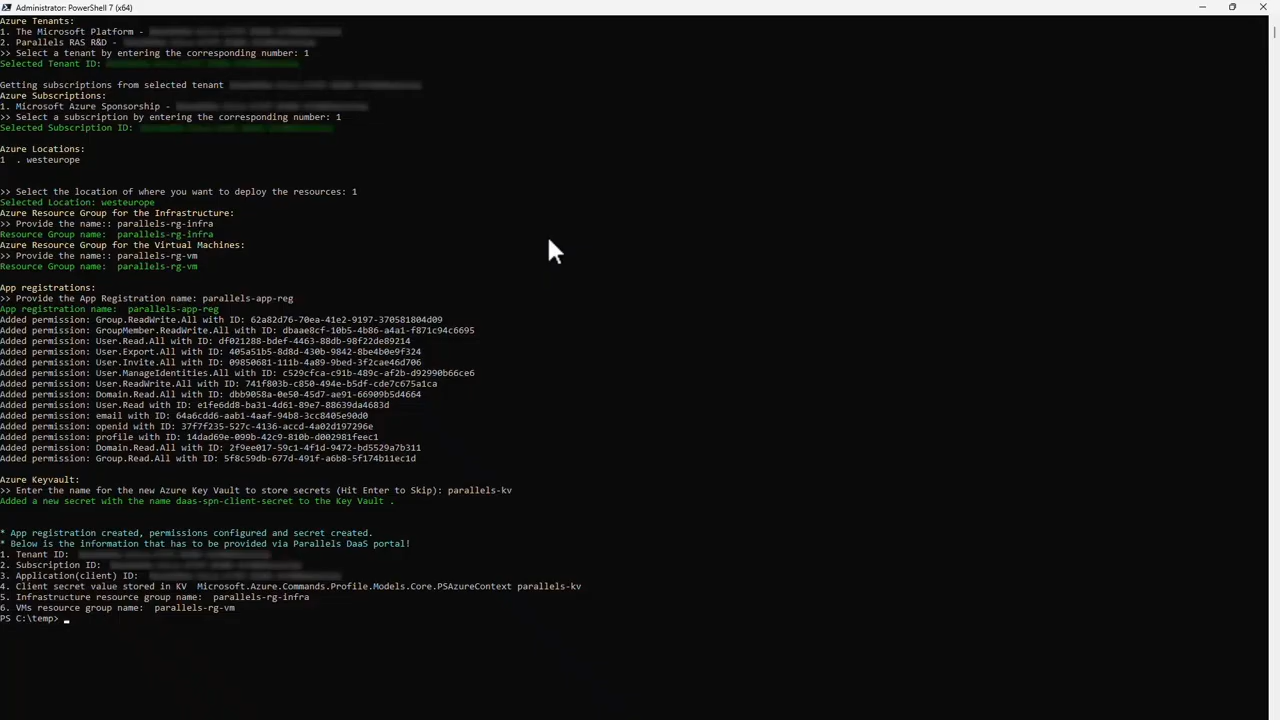 Administrator: PowerShell 7 (x64)
Azure Tenants:
1. The Microsoft Platform -
2. Parallels RAS R&D -
>> Select a tenant by entering the corresponding number: 1
Selected Tenant ID:
Getting subscriptions from selected tenant
Azure Subscriptions:
1. Microsoft Azure Sponsorship -
>> Select a subscription by entering the corresponding number: 1
Selected Subscription ID:
Azure Locations:
1  . westeurope
>> Select the location of where you want to deploy the resources: 1
Selected Location: westeurope
Azure Resource Group for the Infrastructure:
>> Provide the name:: parallels-rg-infra
Resource Group name:  parallels-rg-infra
Azure Resource Group for the Virtual Machines:
>> Provide the name:: parallels-rg-vm
Resource Group name:  parallels-rg-vm
App registrations:
>> Provide the App Registration name: parallels-app-reg
App registration name:  parallels-app-reg
Added permission: Group.ReadWrite.All with ID: 62a82d76-70ea-41e2-9197-370581804d09
Added permission: GroupMember.ReadWrite.All with ID: dbaae8cf-10b5-4b86-a4a1-f871c94c6695
Added permission: User.Read.All with ID: df021288-bdef-4463-88db-98f22de89214
Added permission: User.Export.All with ID: 405a51b5-8d8d-430b-9842-8be4b0e9f324
Added permission: User.Invite.All with ID: 09850681-111b-4a89-9bed-3f2cae46d706
Added permission: User.ManageIdentities.All with ID: c529cfca-c91b-489c-af2b-d92990b66ce6
Added permission: User.ReadWrite.All with ID: 741f803b-c850-494e-b5df-cde7c675a1ca
Added permission: Domain.Read.All with ID: dbb9058a-0e50-45d7-ae91-66909b5d4664
Added permission: User.Read with ID: e1fe6dd8-ba31-4d61-89e7-88639da4683d
Added permission: email with ID: 64a6cdd6-aab1-4aaf-94b8-3cc8405e90d0
Added permission: openid with ID: 37f7f235-527c-4136-accd-4a02d197296e
Added permission: profile with ID: 14dad69e-099b-42c9-810b-d002981feec1
Added permission: Domain.Read.All with ID: 2f9ee017-59c1-4f1d-9472-bd5529a7b311
Added permission: Group.Read.All with ID: 5f8c59db-677d-491f-a6b8-5f174b11ec1d
Azure Keyvault:
>> Enter the name for the new Azure Key Vault to store secrets (Hit Enter to Skip): parallels-kv
Added a new secret with the name daas-spn-client-secret to the Key Vault .
* App registration created, permissions configured and secret created.
* Below is the information that has to be provided via Parallels DaaS portal!
1. Tenant ID:
2. Subscription ID:
3. Application(client) ID:
4. Client secret value stored in KV  Microsoft.Azure.Commands.Profile.Models.Core.PSAzureContext parallels-kv
5. Infrastructure resource group name:  parallels-rg-infra
6. VMs resource group name:  parallels-rg-vm
PS C:\temp>